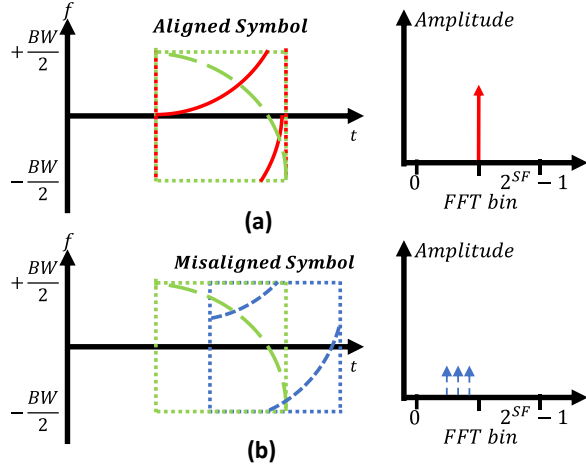 f
Aligned Symbol
+ BW/2
t
− BW/2
(a)
Amplitude
0
2^SF − 1
FFT bin
f
Misaligned Symbol
+ BW/2
t
− BW/2
(b)
Amplitude
0
2^SF − 1
FFT bin